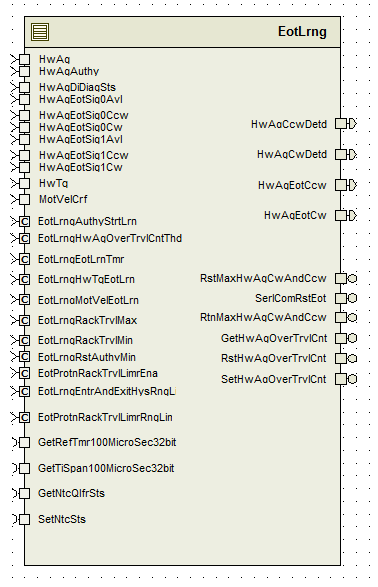 EotLrng
HwAg
HwAgAuthy
HwAgDiDiagSts
HwAgEotSig0Avl
HwAgEotSig0Ccw
HwAgEotSig0Cw
HwAgEotSig1Avl
HwAgEotSig1Ccw
HwAgEotSig1Cw
HwTq
MotVelCrf
C EotLrngAuthyStrtLrn
C EotLrngHwAgOverTrvlCntThd
C EotLrngEotLrnTmr
C EotLrngHwTqEotLrn
C EotLrngMotVelEotLrn
C EotLrngRackTrvlMax
C EotLrngRackTrvlMin
C EotLrngRstAuthyMin
C EotProtnRackTrvlLimrEna
C EotLrngEntrAndExitHysRngLi
C EotProtnRackTrvlLimrRngLin
GetRefTmr100MicroSec32bit
GetTiSpan100MicroSec32bit
GetNtcQlfrSts
SetNtcSts
HwAgCcwDetd
HwAgCwDetd
HwAgEotCcw
HwAgEotCw
RstMaxHwAgCwAndCcw
SerlComRstEot
RtnMaxHwAgCwAndCcw
GetHwAgOverTrvlCnt
RstHwAgOverTrvlCnt
SetHwAgOverTrvlCnt